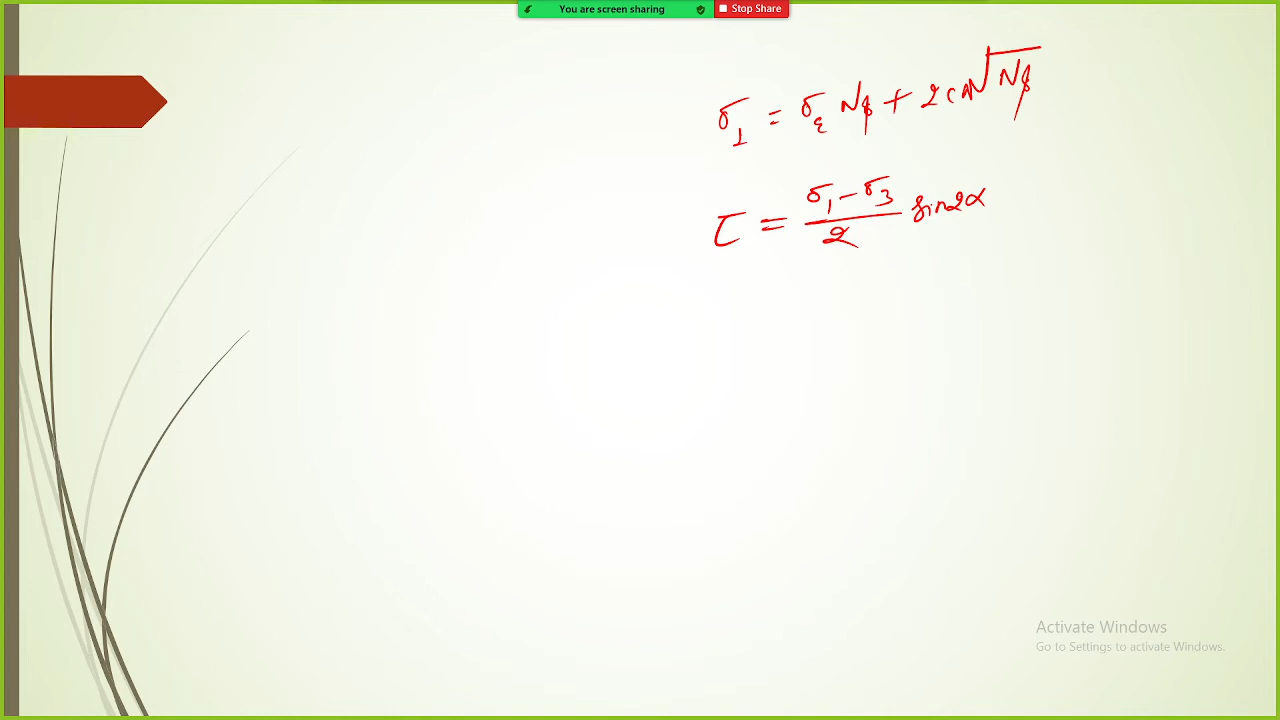 You are screen sharing Stop Share
σ₁ = σ₃ Nφ + 2c √Nφ
τ = (σ₁ − σ₃)/2 sin2α
Activate Windows
Go to Settings to activate Windows.